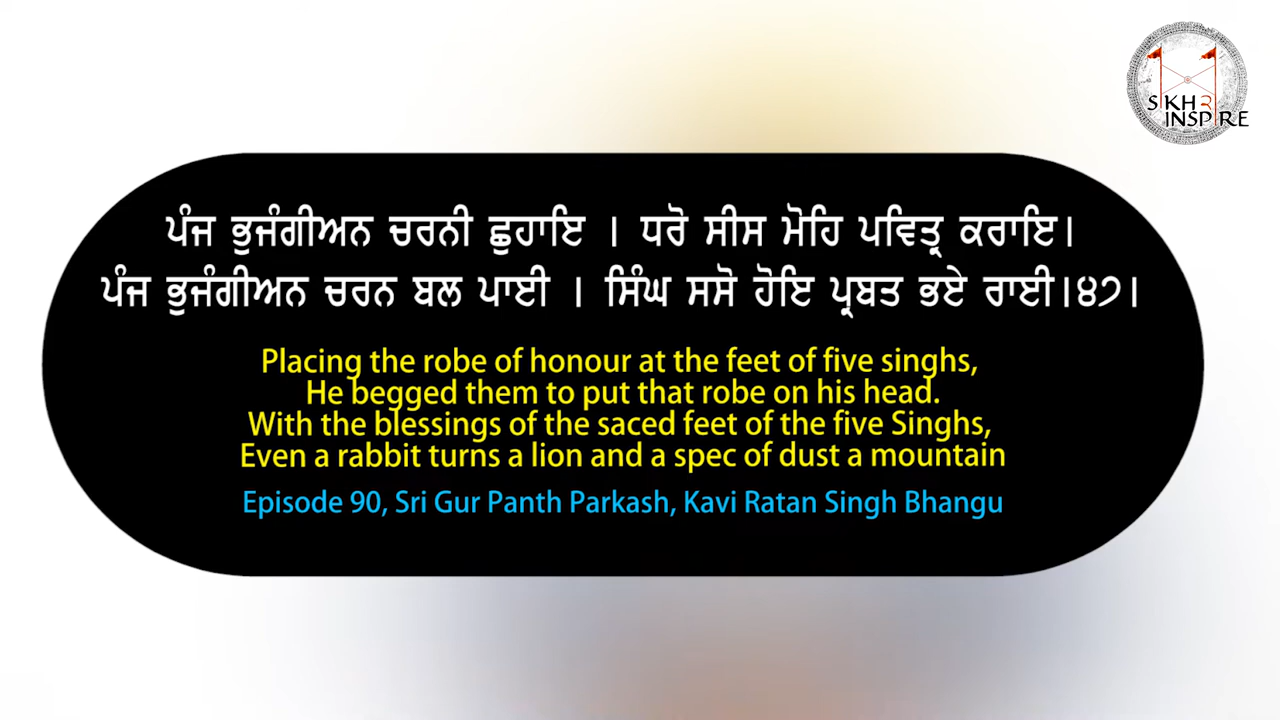 SIKHR
INSPIRE
ਪੰਜ ਭੁਜੰਗੀਅਨ ਚਰਨੀ ਛੁਹਾਇ । ਧਰੋ ਸੀਸ ਮੋਹਿ ਪਵਿਤ੍ਰ ਕਰਾਇ।
ਪੰਜ ਭੁਜੰਗੀਅਨ ਚਰਨ ਬਲ ਪਾਈ । ਸਿੰਘ ਸਸੋ ਹੋਇ ਪ੍ਰਬਤ ਭਏ ਰਾਈ।੪੭।
Placing the robe of honour at the feet of five singhs,
He begged them to put that robe on his head.
With the blessings of the saced feet of the five Singhs,
Even a rabbit turns a lion and a spec of dust a mountain
Episode 90, Sri Gur Panth Parkash, Kavi Ratan Singh Bhangu